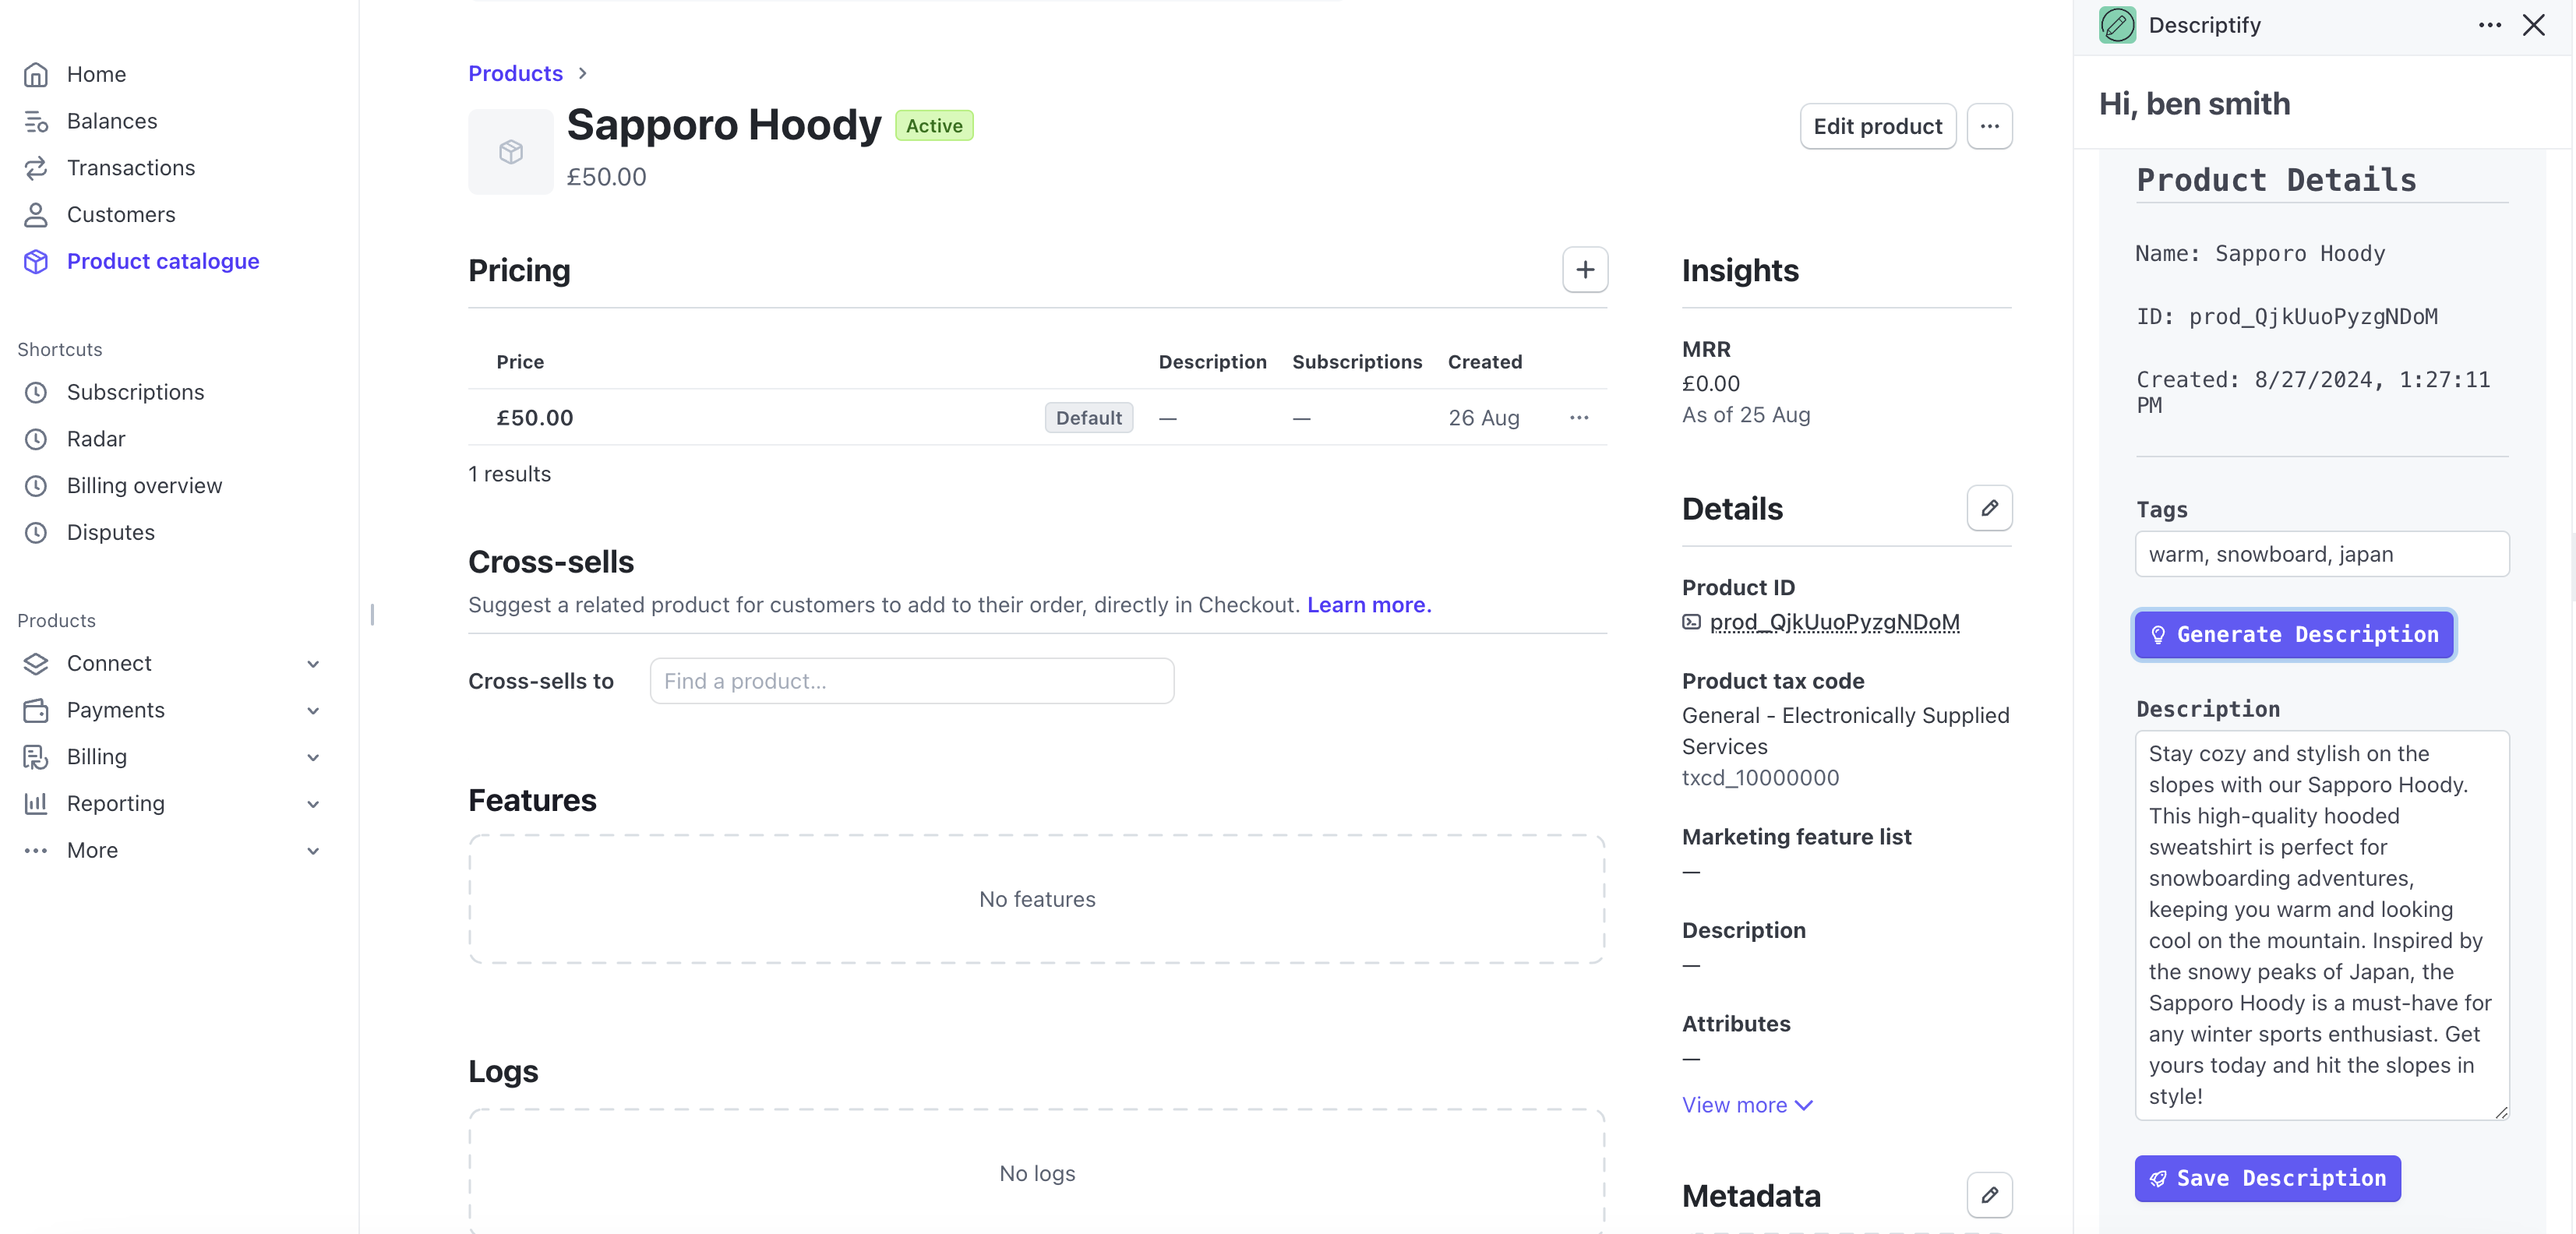 Home
Balances
Transactions
Customers
Product catalogue
Shortcuts
Subscriptions
Radar
Billing overview
Disputes
Products
Connect
Payments
Billing
Reporting
More
Products
Sapporo Hoody
Active
£50.00
Edit product
Pricing
Price
Description
Subscriptions
Created
£50.00
Default
—
—
26 Aug
1 results
Cross-sells
Suggest a related product for customers to add to their order, directly in Checkout. Learn more.
Cross-sells to
Find a product...
Features
No features
Logs
No logs
Insights
MRR
£0.00
As of 25 Aug
Details
Product ID
prod_QjkUuoPyzgNDoM
Product tax code
General - Electronically Supplied
Services
txcd_10000000
Marketing feature list
—
Description
—
Attributes
—
View more
Metadata
Descriptify
Hi, ben smith
Product Details
Name: Sapporo Hoody
ID: prod_QjkUuoPyzgNDoM
Created: 8/27/2024, 1:27:11
PM
Tags
warm, snowboard, japan
Generate Description
Description
Stay cozy and stylish on the
slopes with our Sapporo Hoody.
This high-quality hooded
sweatshirt is perfect for
snowboarding adventures,
keeping you warm and looking
cool on the mountain. Inspired by
the snowy peaks of Japan, the
Sapporo Hoody is a must-have for
any winter sports enthusiast. Get
yours today and hit the slopes in
style!
Save Description